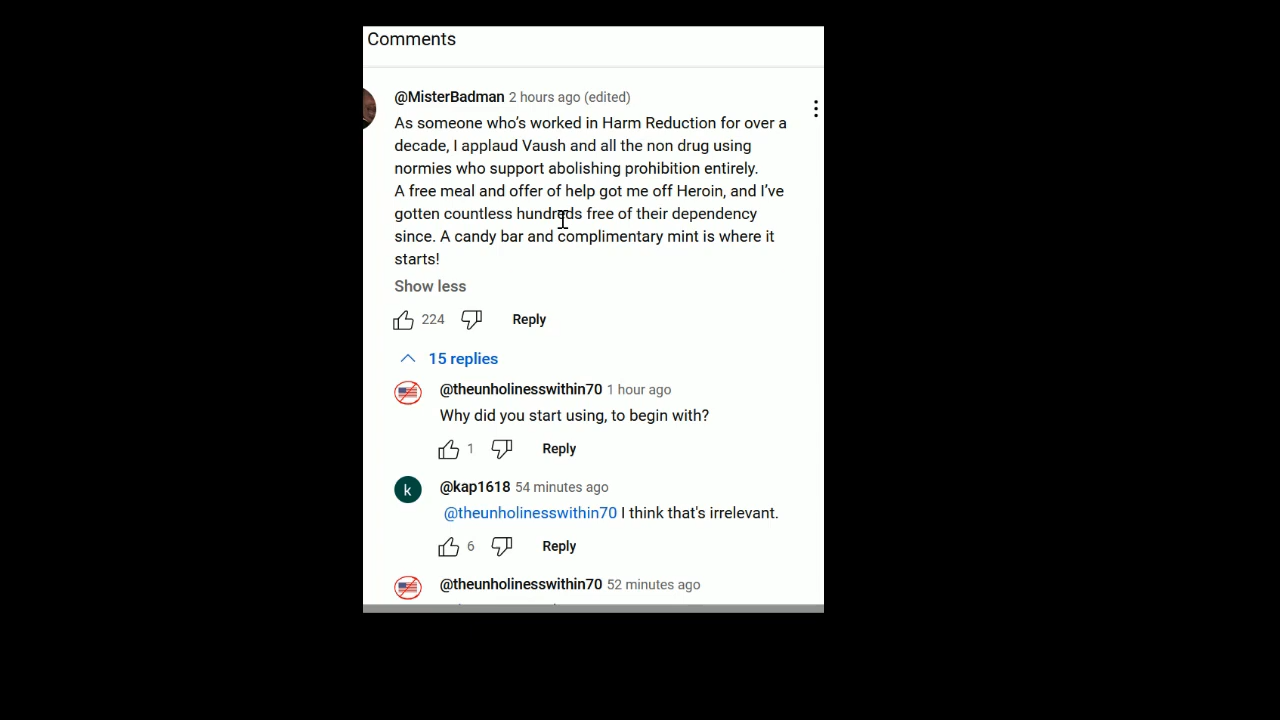 Comments
@MisterBadman 2 hours ago (edited)
As someone who's worked in Harm Reduction for over a
decade, I applaud Vaush and all the non drug using
normies who support abolishing prohibition entirely.
A free meal and offer of help got me off Heroin, and I've
gotten countless hundreds free of their dependency
since. A candy bar and complimentary mint is where it
starts!
Show less
224 Reply
15 replies
@theunholinesswithin70 1 hour ago
Why did you start using, to begin with?
1 Reply
k
@kap1618 54 minutes ago
@theunholinesswithin70 I think that's irrelevant.
6 Reply
@theunholinesswithin70 52 minutes ago